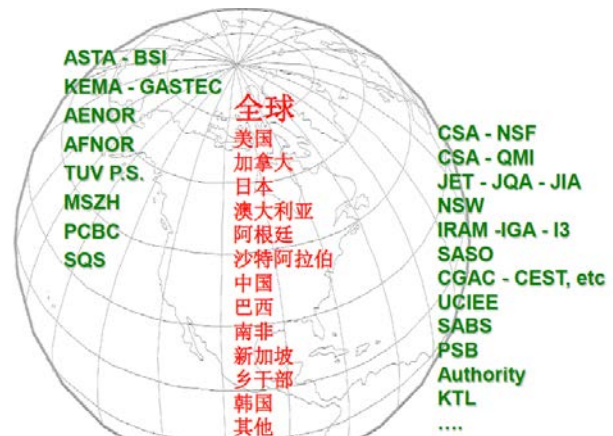 ASTA - BSI
KEMA - GASTEC
AENOR
AFNOR
TUV P.S.
MSZH
PCBC
SQS
全球
美国
加拿大
日本
澳大利亚
阿根廷
沙特阿拉伯
中国
巴西
南非
新加坡
乡干部
韩国
其他
CSA - NSF
CSA - QMI
JET - JQA - JIA
NSW
IRAM -IGA - I3
SASO
CGAC - CEST, etc
UCIEE
SABS
PSB
Authority
KTL
....